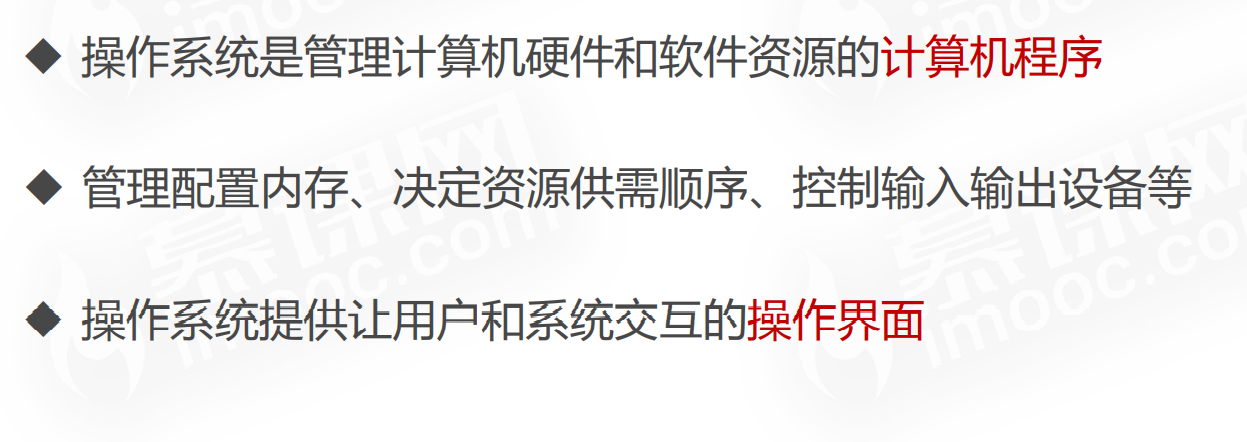 ◆ 操作系统是管理计算机硬件和软件资源的计算机程序
◆ 管理配置内存、决定资源供需顺序、控制输入输出设备等
◆ 操作系统提供让用户和系统交互的操作界面
慕课网
imooc.com